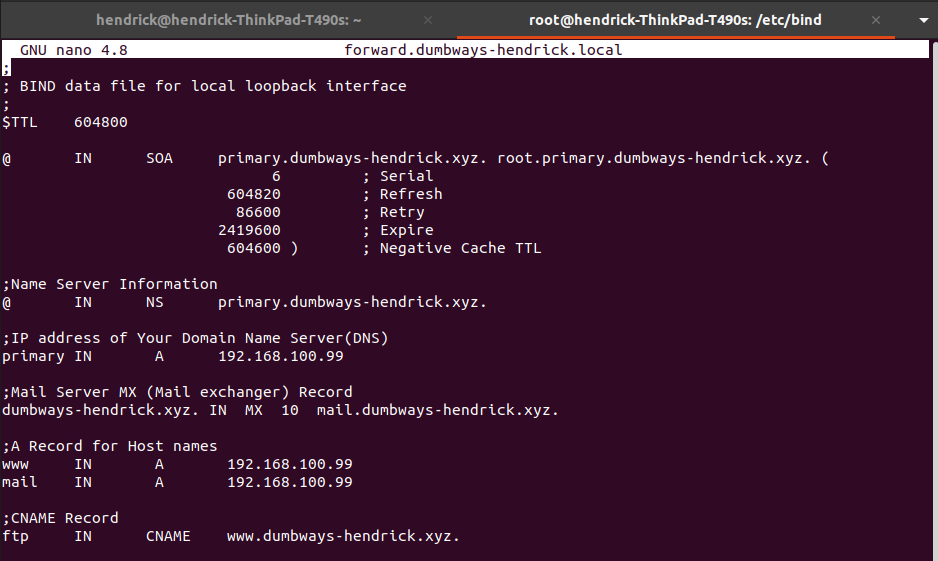 hendrick@hendrick-ThinkPad-T490s: ~ × root@hendrick-ThinkPad-T490s: /etc/bind ×
GNU nano 4.8 forward.dumbways-hendrick.local
;
; BIND data file for local loopback interface
;
$TTL 604800
@ IN SOA primary.dumbways-hendrick.xyz. root.primary.dumbways-hendrick.xyz. (
6 ; Serial
604820 ; Refresh
86600 ; Retry
2419600 ; Expire
604600 ) ; Negative Cache TTL
;Name Server Information
@ IN NS primary.dumbways-hendrick.xyz.
;IP address of Your Domain Name Server(DNS)
primary IN A 192.168.100.99
;Mail Server MX (Mail exchanger) Record
dumbways-hendrick.xyz. IN MX 10 mail.dumbways-hendrick.xyz.
;A Record for Host names
www IN A 192.168.100.99
mail IN A 192.168.100.99
;CNAME Record
ftp IN CNAME www.dumbways-hendrick.xyz.